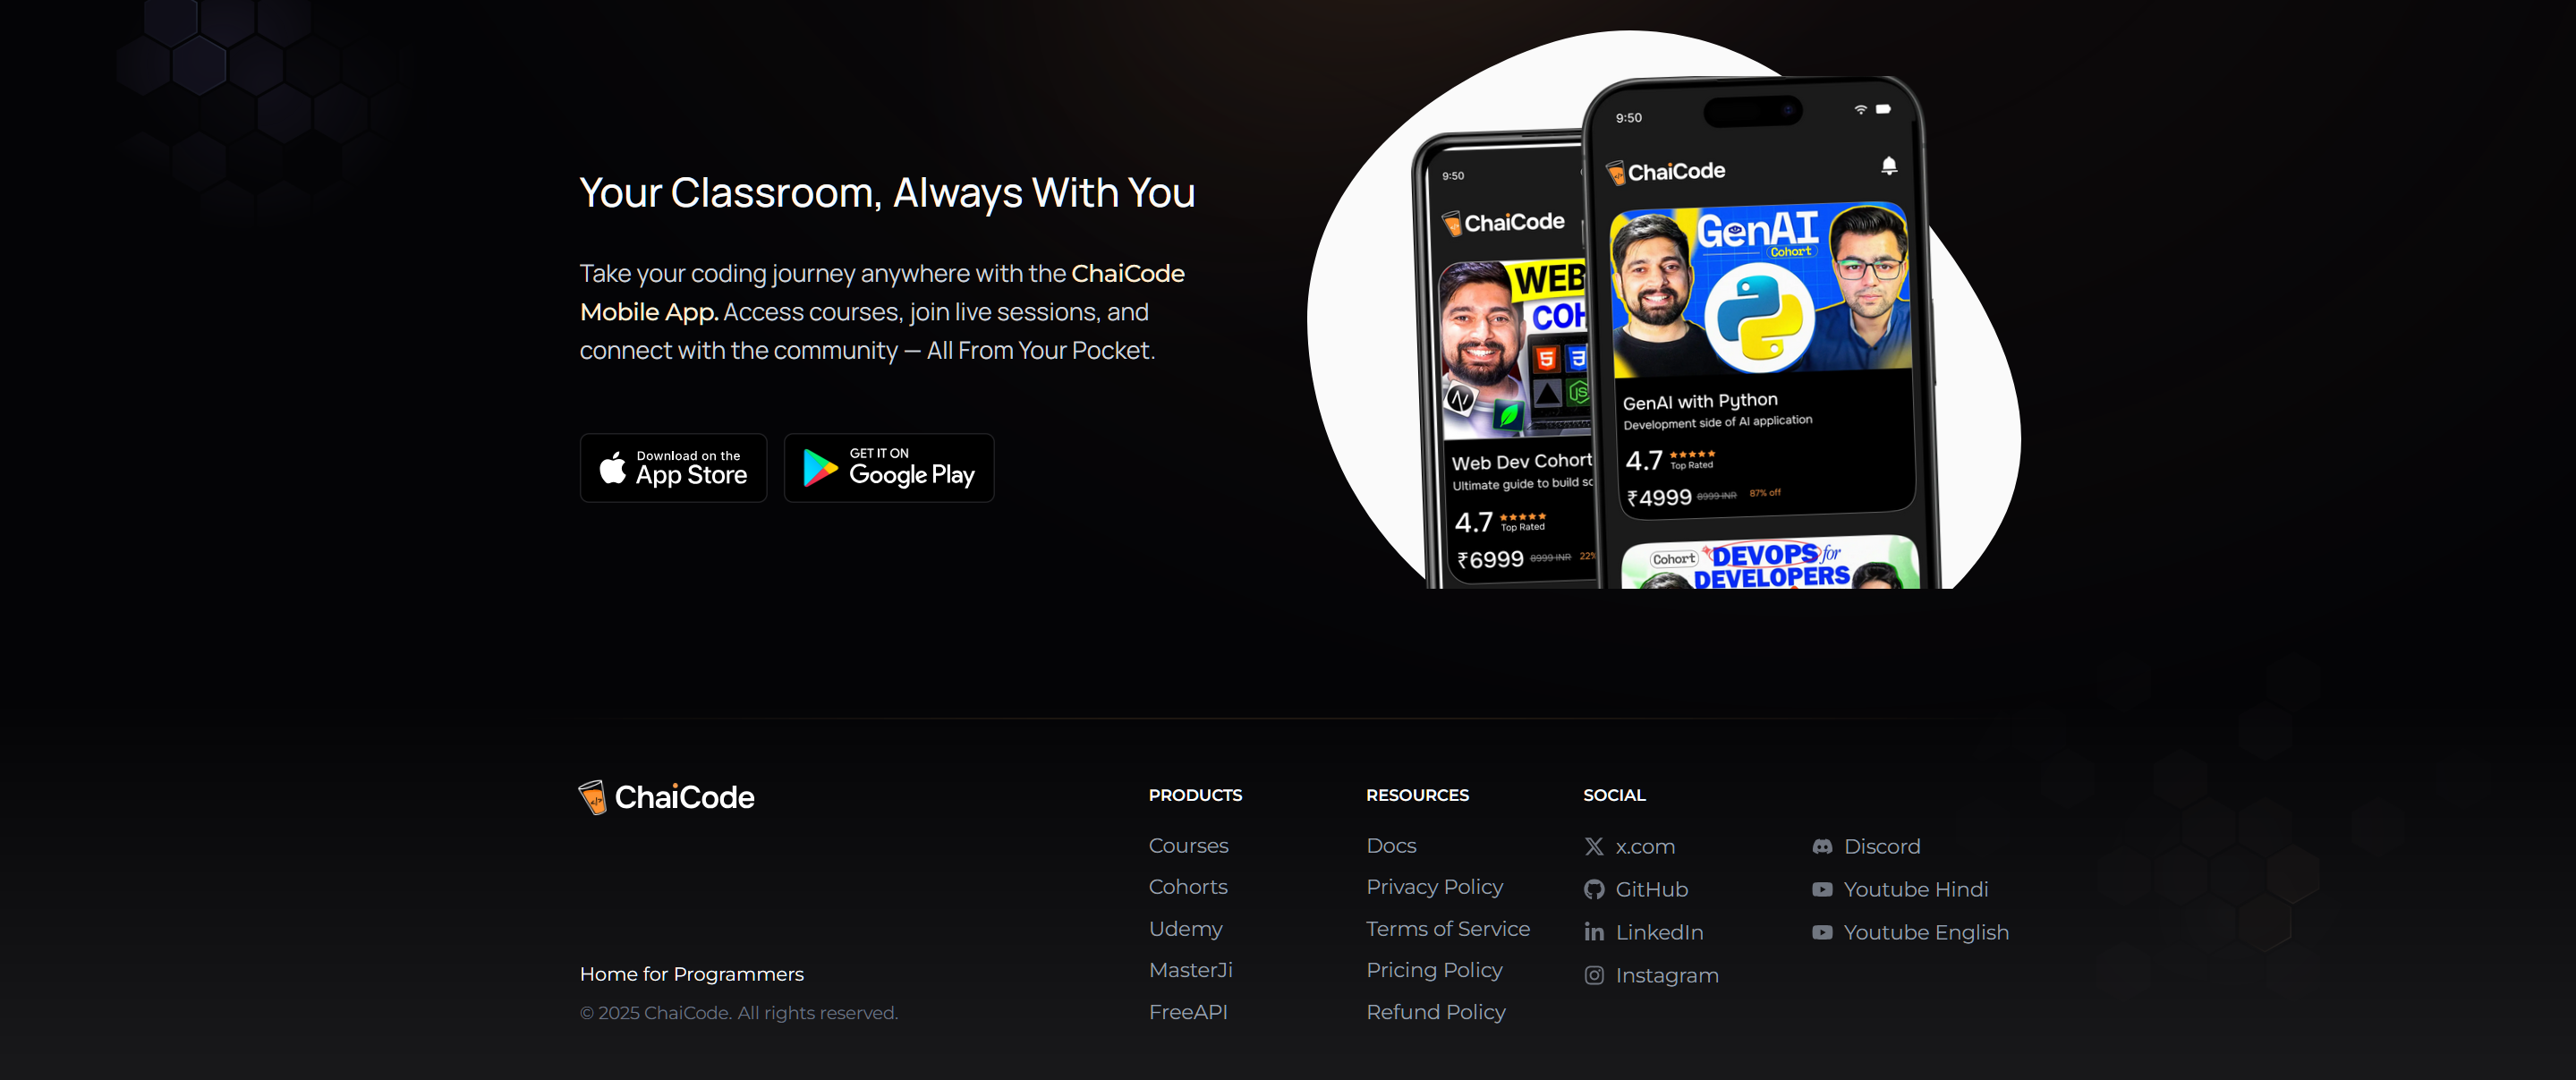 Your Classroom, Always With You
Take your coding journey anywhere with the ChaiCode
Mobile App. Access courses, join live sessions, and
connect with the community — All From Your Pocket.
Download on the
App Store
GET IT ON
Google Play
9:50
ChaiCode
WEB
Web Dev Cohort
Ultimate guide to build
4.7
Top Rated
₹6999 8999 INR 22%
9:50
ChaiCode
GenAI
Cohort
GenAI with Python
Development side of AI application
4.7
Top Rated
₹4999 8999 INR 87% off
Cohort
DEVOPS for
DEVELOPERS
ChaiCode
Home for Programmers
© 2025 ChaiCode. All rights reserved.
PRODUCTS
Courses
Cohorts
Udemy
MasterJi
FreeAPI
RESOURCES
Docs
Privacy Policy
Terms of Service
Pricing Policy
Refund Policy
SOCIAL
x.com
GitHub
LinkedIn
Instagram
Discord
Youtube Hindi
Youtube English